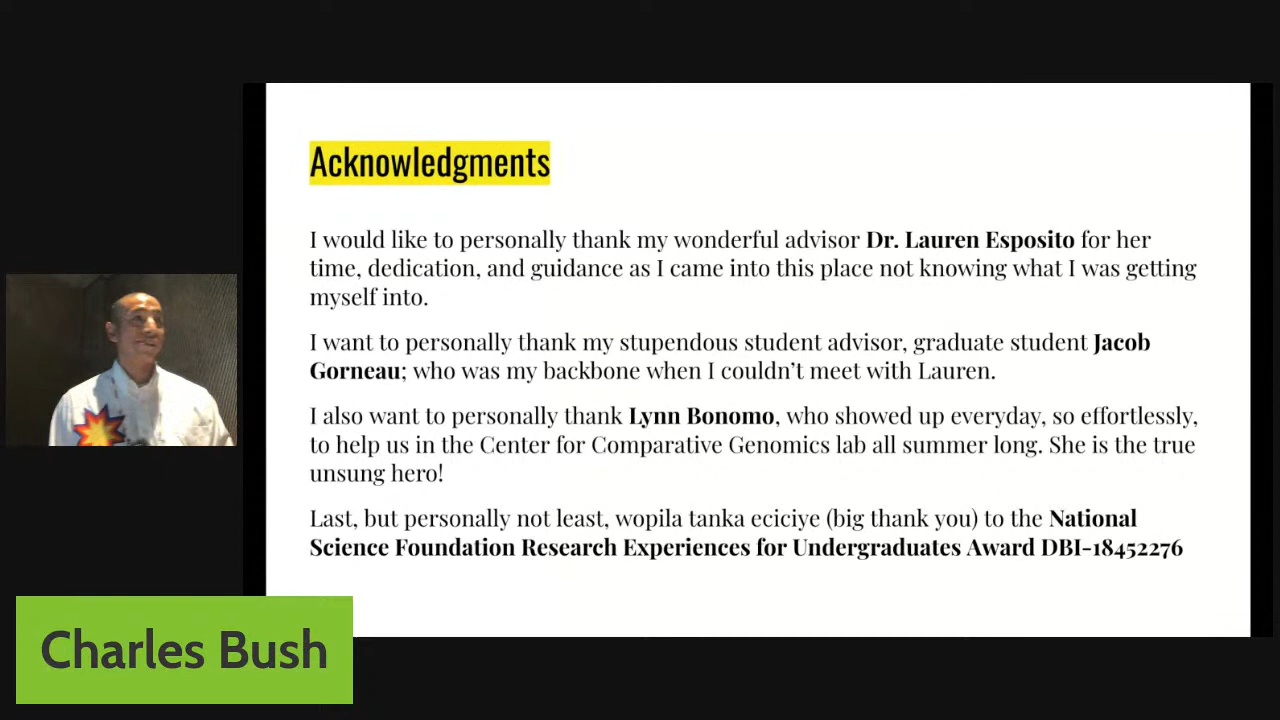 Acknowledgments
I would like to personally thank my wonderful advisor Dr. Lauren Esposito for her
time, dedication, and guidance as I came into this place not knowing what I was getting
myself into.
I want to personally thank my stupendous student advisor, graduate student Jacob
Gorneau; who was my backbone when I couldn't meet with Lauren.
I also want to personally thank Lynn Bonomo, who showed up everyday, so effortlessly,
to help us in the Center for Comparative Genomics lab all summer long. She is the true
unsung hero!
Last, but personally not least, wopila tanka eciciye (big thank you) to the National
Science Foundation Research Experiences for Undergraduates Award DBI-18452276
Charles Bush